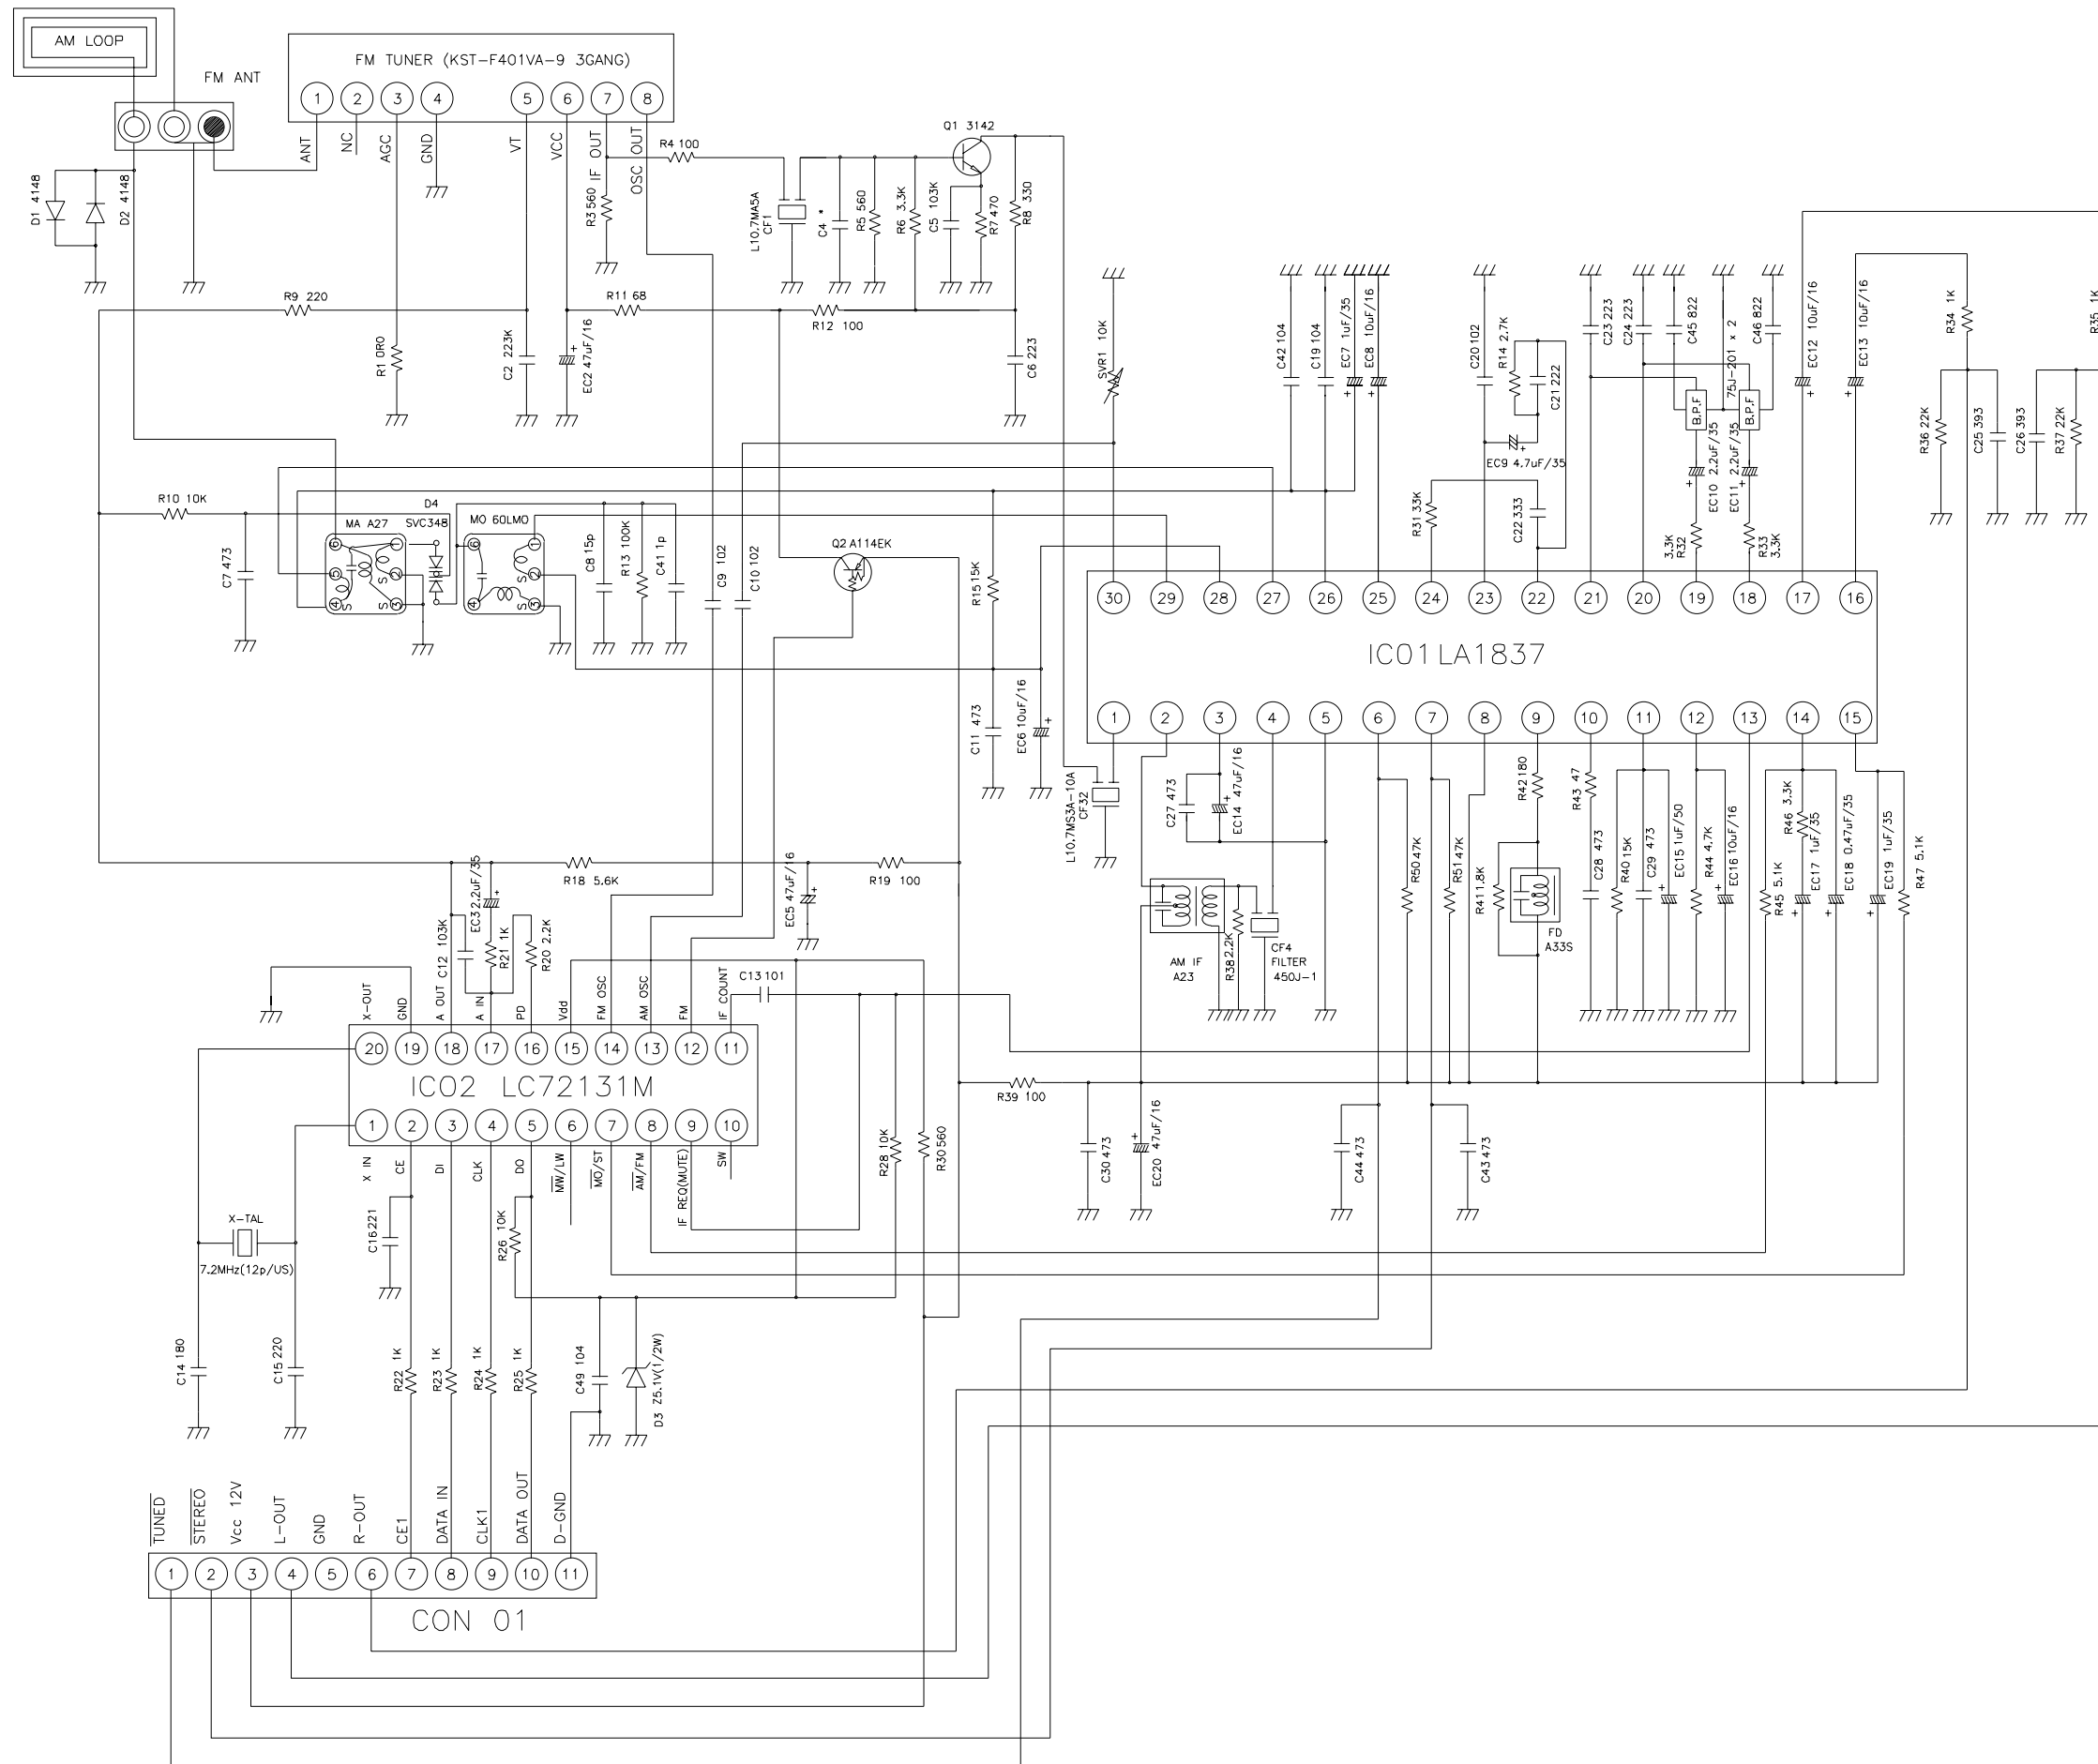 AM LOOP
FM ANT
FM TUNER (KST-F401VA-9 3GANG)
1 2 3 4 5 6 7 8
ANT
NC
AGC
GND
VT
VCC
IF OUT
OSC OUT
D1 4148
D2 4148
R4 100
R3 560
L10.7MA5A
CF1
C4 *
R5 560
R6 3.3K
C5 103K
Q1 3142
R7 470
R8 330
R9 220
R1 0R0
C2 223K
EC2 47uF/16
R11 68
R12 100
C6 223
SVR1 10K
C42 104
C19 104
EC7 1uF/35
EC8 10uF/16
C20 102
R14 2.7K
C21 222
EC9 4.7uF/35
C23 223
C24 223
C45 822
75J-201 x 2
C46 822
B.P.F
B.P.F
EC10 2.2uF/35
EC11 2.2uF/35
3.3K
R32
R33
3.3K
EC12 10uF/16
EC13 10uF/16
R34 1K
R35 1K
R36 22K
C25 393
C26 393
R37 22K
R31 33K
C22 333
R10 10K
C7 473
MA A27
D4
SVC348
MO 60LMO
6 5 4 2 3 S S
6 4 1 2 3 S S
C8 15p
R13 100K
C41 1p
C9 102
C10 102
Q2 A114EK
R15 15K
C11 473
EC6 10uF/16
30 29 28 27 26 25 24 23 22 21 20 19 18 17 16
IC01 LA1837
1 2 3 4 5 6 7 8 9 10 11 12 13 14 15
L10.7MS3A-10A
CF32
C27 473
EC14 47uF/16
R50 47K
R51 47K
R42 180
R41 1.8K
FD
A33S
R43 47
C28 473
R40 15K
C29 473
EC15 1uF/50
R44 4.7K
EC16 10uF/16
R45 5.1K
R46 3.3K
EC17 1uF/35
EC18 0.47uF/35
EC19 1uF/35
R47 5.1K
AM IF
A23
R38 2.2K
CF4
FILTER
450J-1
R18 5.6K
EC5 47uF/16
R19 100
C12 103K
EC3 2.2uF/35
R21 1K
R20 2.2K
C13 101
X-OUT
GND
A OUT
A IN
PD
Vdd
FM OSC
AM OSC
FM
IF COUNT
20 19 18 17 16 15 14 13 12 11
IC02 LC72131M
1 2 3 4 5 6 7 8 9 10
X IN
CE
DI
CLK
DO
MW/LW
MO/ST
AM/FM
IF REQ(MUTE)
SW
R28 10K
R30 560
R39 100
C30 473
EC20 47uF/16
C44 473
C43 473
X-TAL
7.2MHz(12p/US)
C16 221
R26 10K
C14 180
C15 220
R22 1K
R23 1K
R24 1K
R25 1K
C49 104
D3 Z5.1V(1/2W)
TUNED
STEREO
Vcc 12V
L-OUT
GND
R-OUT
CE1
DATA IN
CLK1
DATA OUT
D-GND
1 2 3 4 5 6 7 8 9 10 11
CON 01